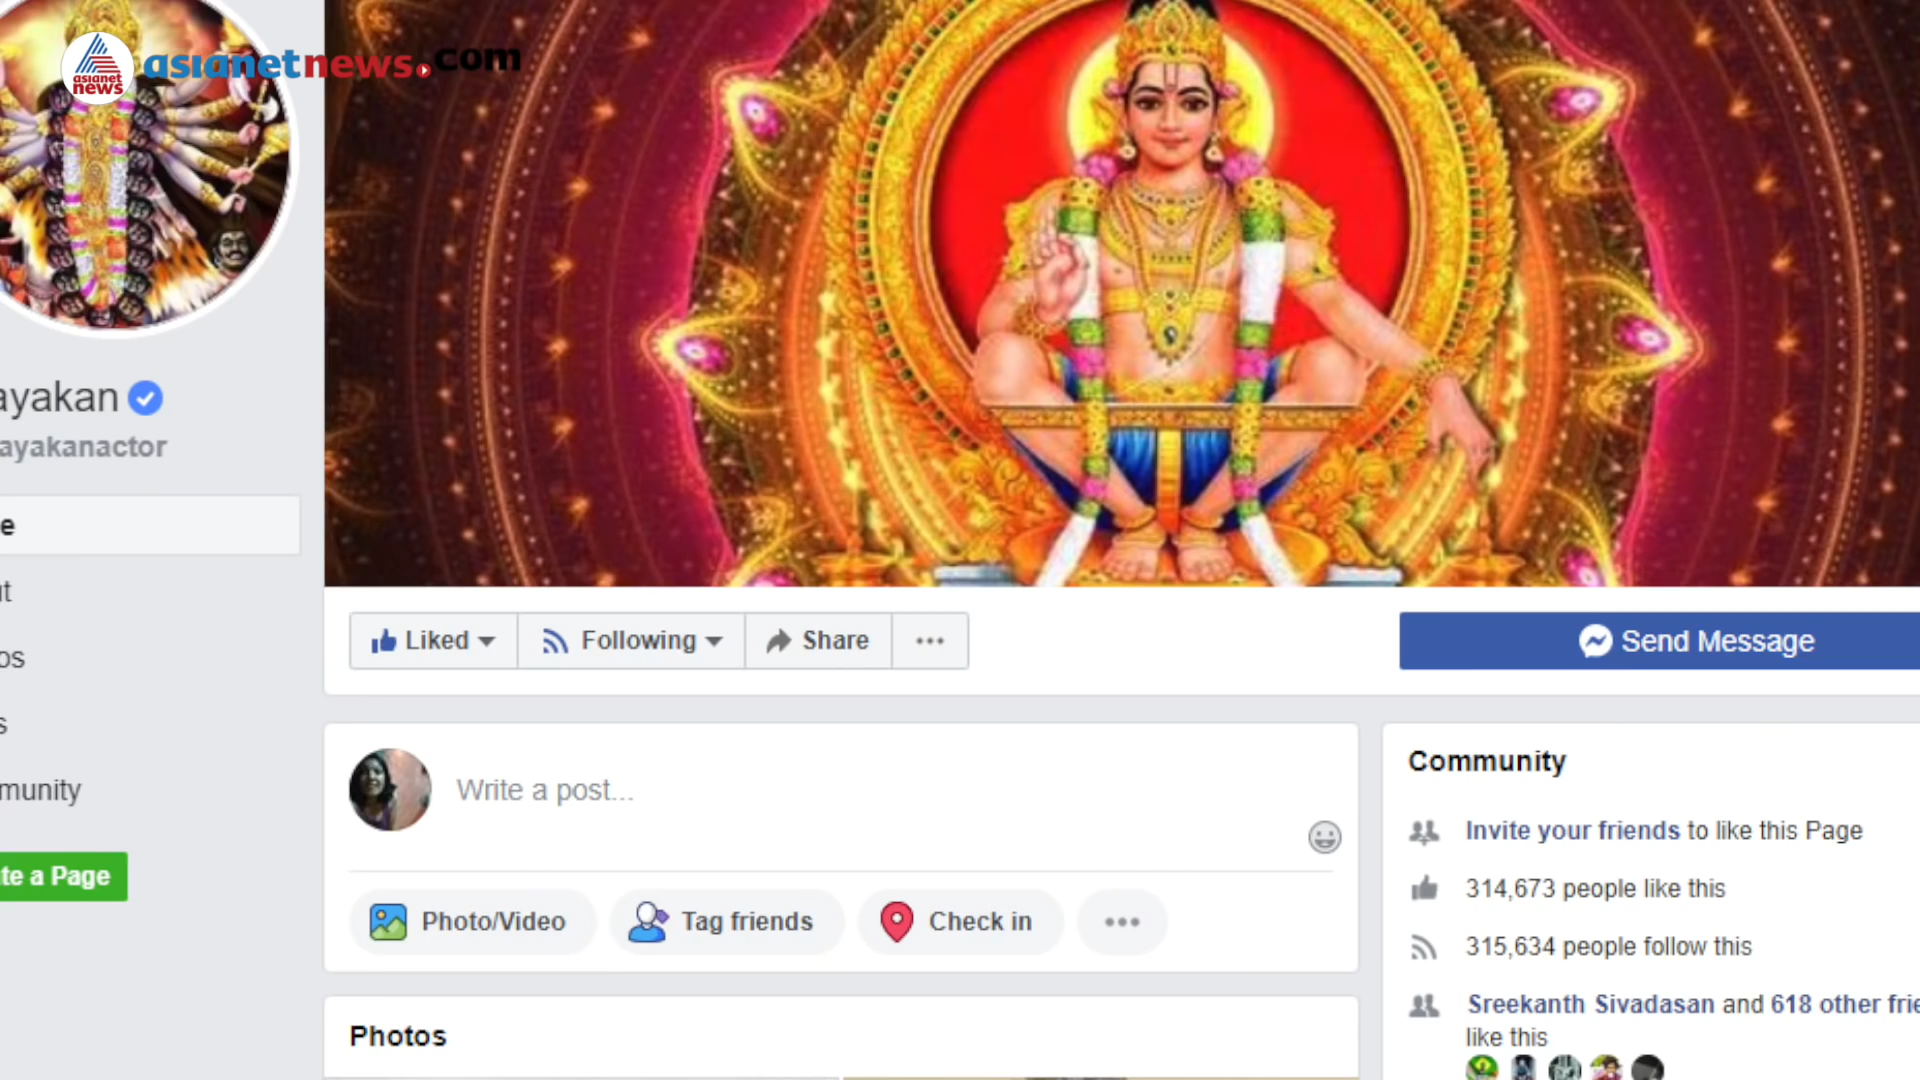 asianet
news
asianetnews.com
ayakan
ayakanactor
e
ut
os
s
munity
te a Page
Liked
Following
Share
Send Message
Write a post...
Photo/Video
Tag friends
Check in
Photos
Community
Invite your friends to like this Page
314,673 people like this
315,634 people follow this
Sreekanth Sivadasan and 618 other frie
like this